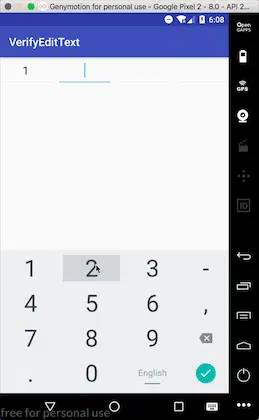 Genymotion for personal use - Google Pixel 2 - 8.0 - API 2...
6:08
VerifyEditText
1
1 2 3 -
4 5 6 ,
7 8 9
. 0 English
Open
GAPPS
GPS
ID
free for personal use